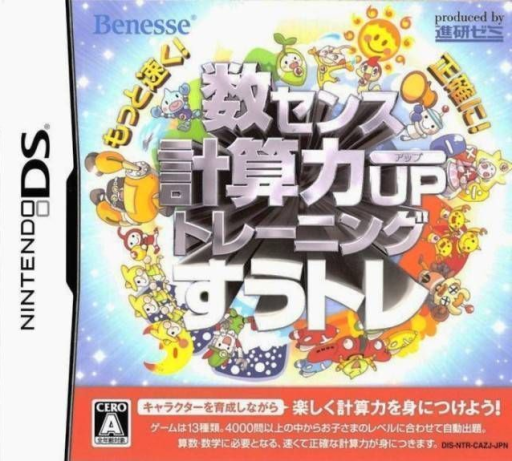 Benesse®
produced by
進研ゼミ
もっと速く!
正確に!
数センス
計算力UP
アップ
トレーニング
すうトレ
NINTENDO DS™
CERO
A
全年齢対象
キャラクターを育成しながら 楽しく計算力を身につけよう!
ゲームは13種類。4000問以上の中からお子さまのレベルに合わせて自動出題。
算数・数学に必要となる、速くて正確な計算力が身につきます。
DIS-NTR-CAZJ-JPN